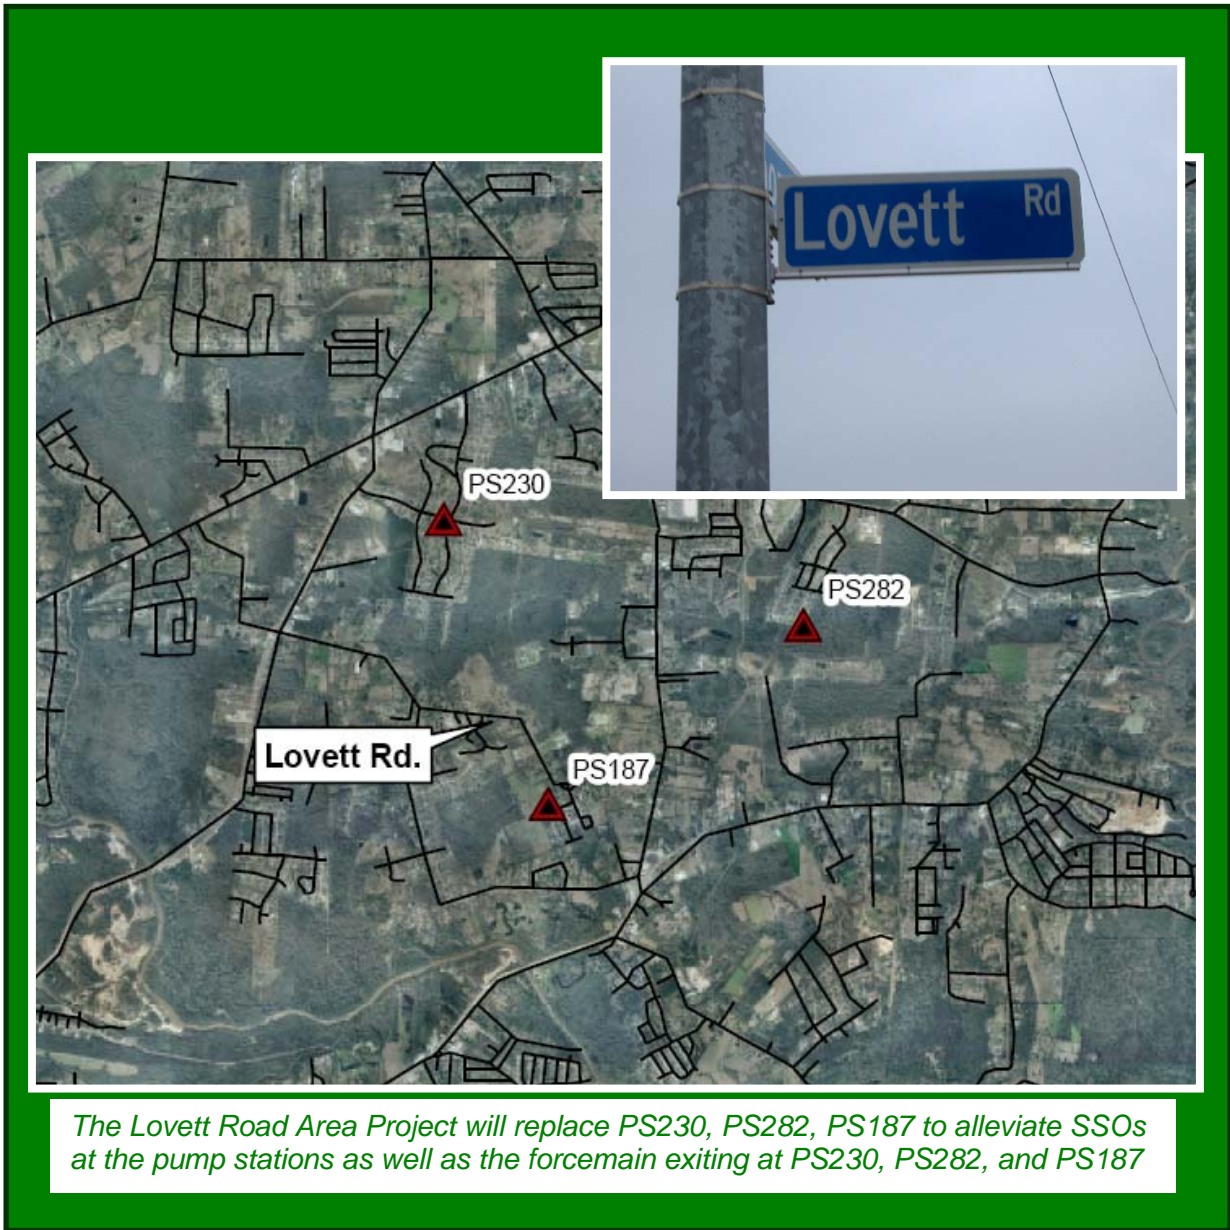 Lovett Rd
PS230
PS282
Lovett Rd.
PS187
The Lovett Road Area Project will replace PS230, PS282, PS187 to alleviate SSOs
at the pump stations as well as the forcemain exiting at PS230, PS282, and PS187